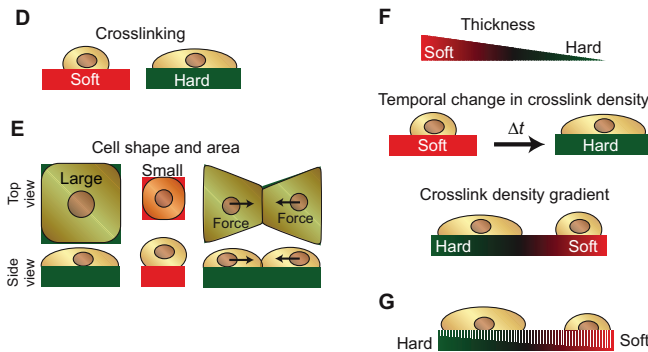 D
Crosslinking
Soft
Hard
E
Cell shape and area
Top view
Large
Small
Force
Force
Side view
F
Thickness
Soft
Hard
Temporal change in crosslink density
Soft
Δt
Hard
Crosslink density gradient
Hard
Soft
G
Hard
Soft